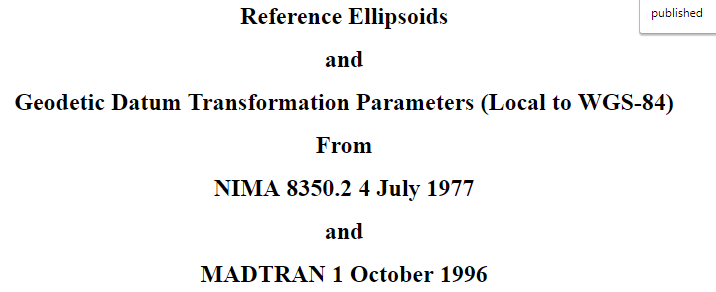 published
Reference Ellipsoids
and
Geodetic Datum Transformation Parameters (Local to WGS-84)
From
NIMA 8350.2 4 July 1977
and
MADTRAN 1 October 1996